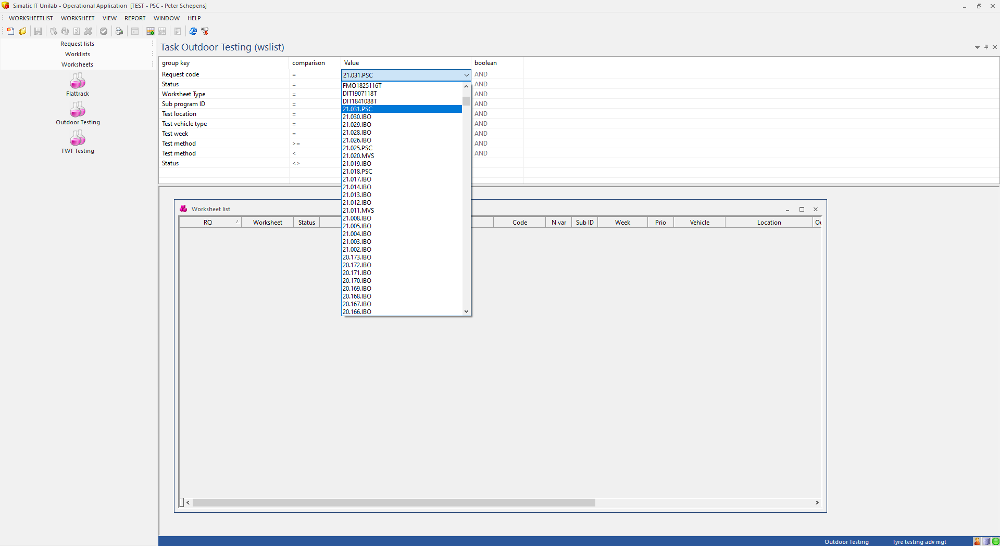 Simatic IT Unilab - Operational Application [TEST - PSC - Peter Schepens]
WORKSHEETLIST WORKSHEET VIEW REPORT WINDOW HELP
Request lists
Worklists
Worksheets
Flattrack
Outdoor Testing
TWT Testing
Task Outdoor Testing (wslist)
group key comparison Value boolean
Request code = 21.031.PSC AND
Status = AND
Worksheet Type = AND
Sub program ID = AND
Test location = AND
Test vehicle type = AND
Test week = AND
Test method >= AND
Test method < AND
Status <>
FMO1825116T
DIT1907118T
DIT1841088T
21.031.PSC
21.030.IBO
21.029.IBO
21.028.IBO
21.026.IBO
21.025.PSC
21.020.MVS
21.019.IBO
21.018.PSC
21.017.IBO
21.014.IBO
21.013.IBO
21.012.IBO
21.011.MVS
21.008.IBO
21.005.IBO
21.004.IBO
21.003.IBO
21.002.IBO
20.173.IBO
20.172.IBO
20.171.IBO
20.170.IBO
20.169.IBO
20.168.IBO
20.167.IBO
20.166.IBO
Worksheet list
RQ Worksheet Status Code N var Sub ID Week Prio Vehicle Location Ou
Outdoor Testing Tyre testing adv mgt